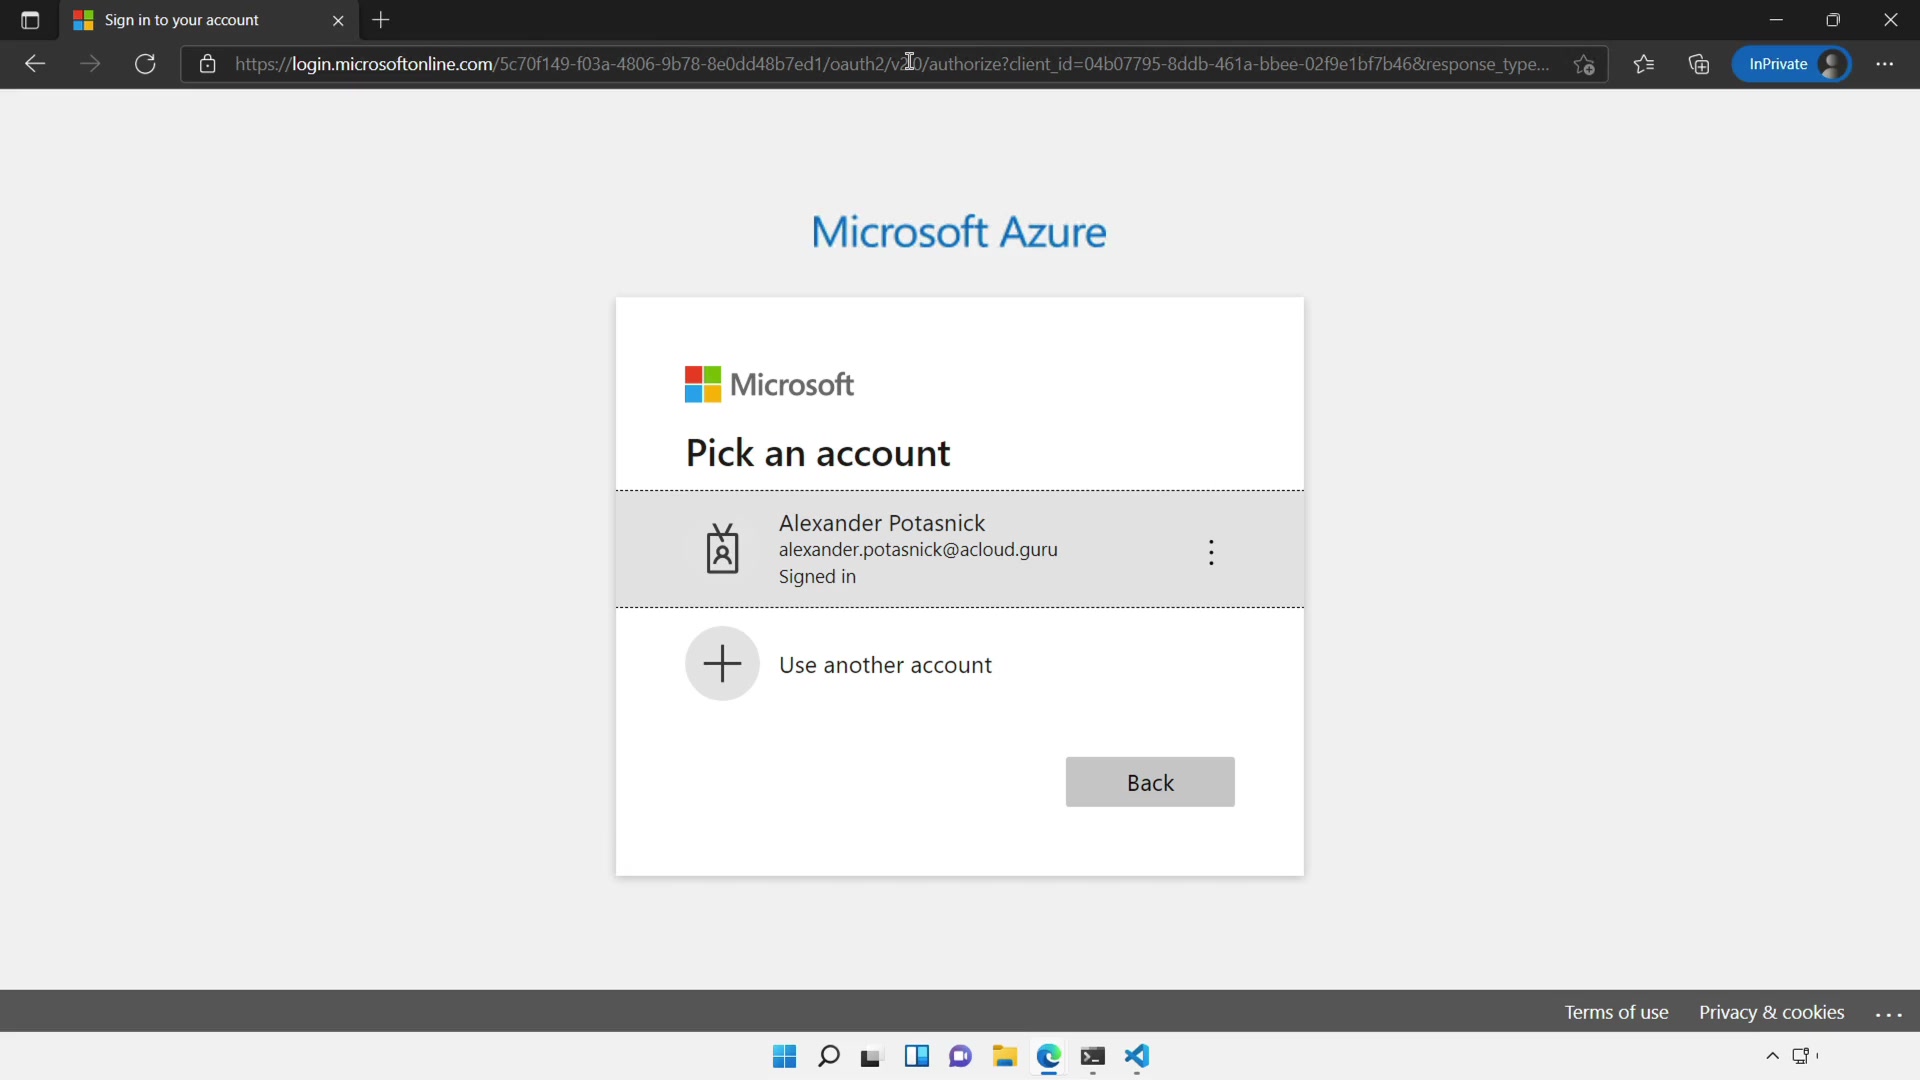 Sign in to your account
https://login.microsoftonline.com/5c70f149-f03a-4806-9b78-8e0dd48b7ed1/oauth2/v2.0/authorize?client_id=04b07795-8ddb-461a-bbee-02f9e1bf7b46&response_type...
InPrivate
Microsoft Azure
Microsoft
Pick an account
Alexander Potasnick
alexander.potasnick@acloud.guru
Signed in
Use another account
Back
Terms of use
Privacy & cookies